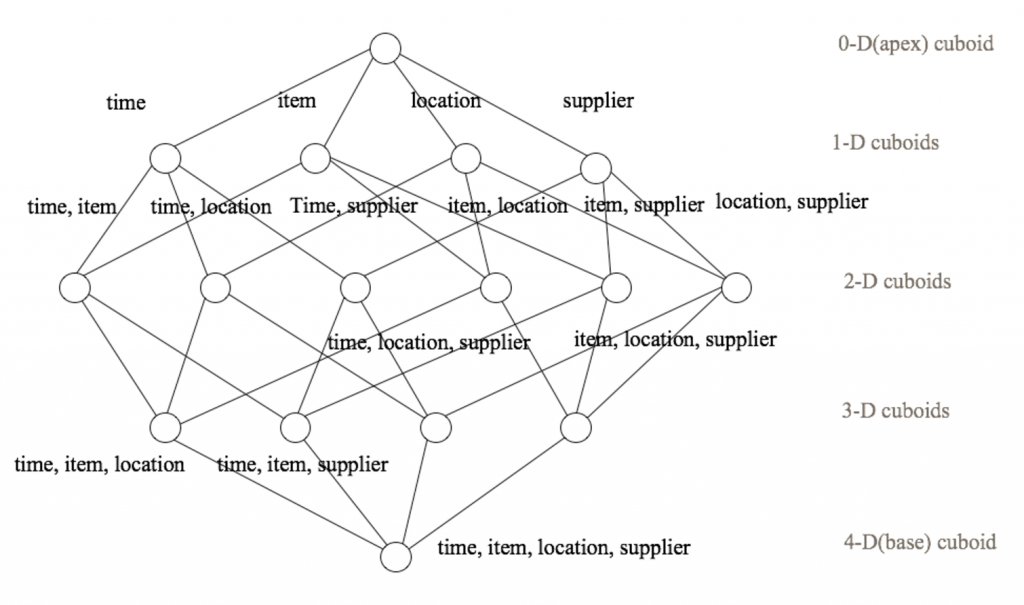 0-D(apex) cuboid
time
item
location
supplier
1-D cuboids
time, item
time, location
Time, supplier
item, location
item, supplier
location, supplier
2-D cuboids
time, location, supplier
item, location, supplier
3-D cuboids
time, item, location
time, item, supplier
time, item, location, supplier
4-D(base) cuboid